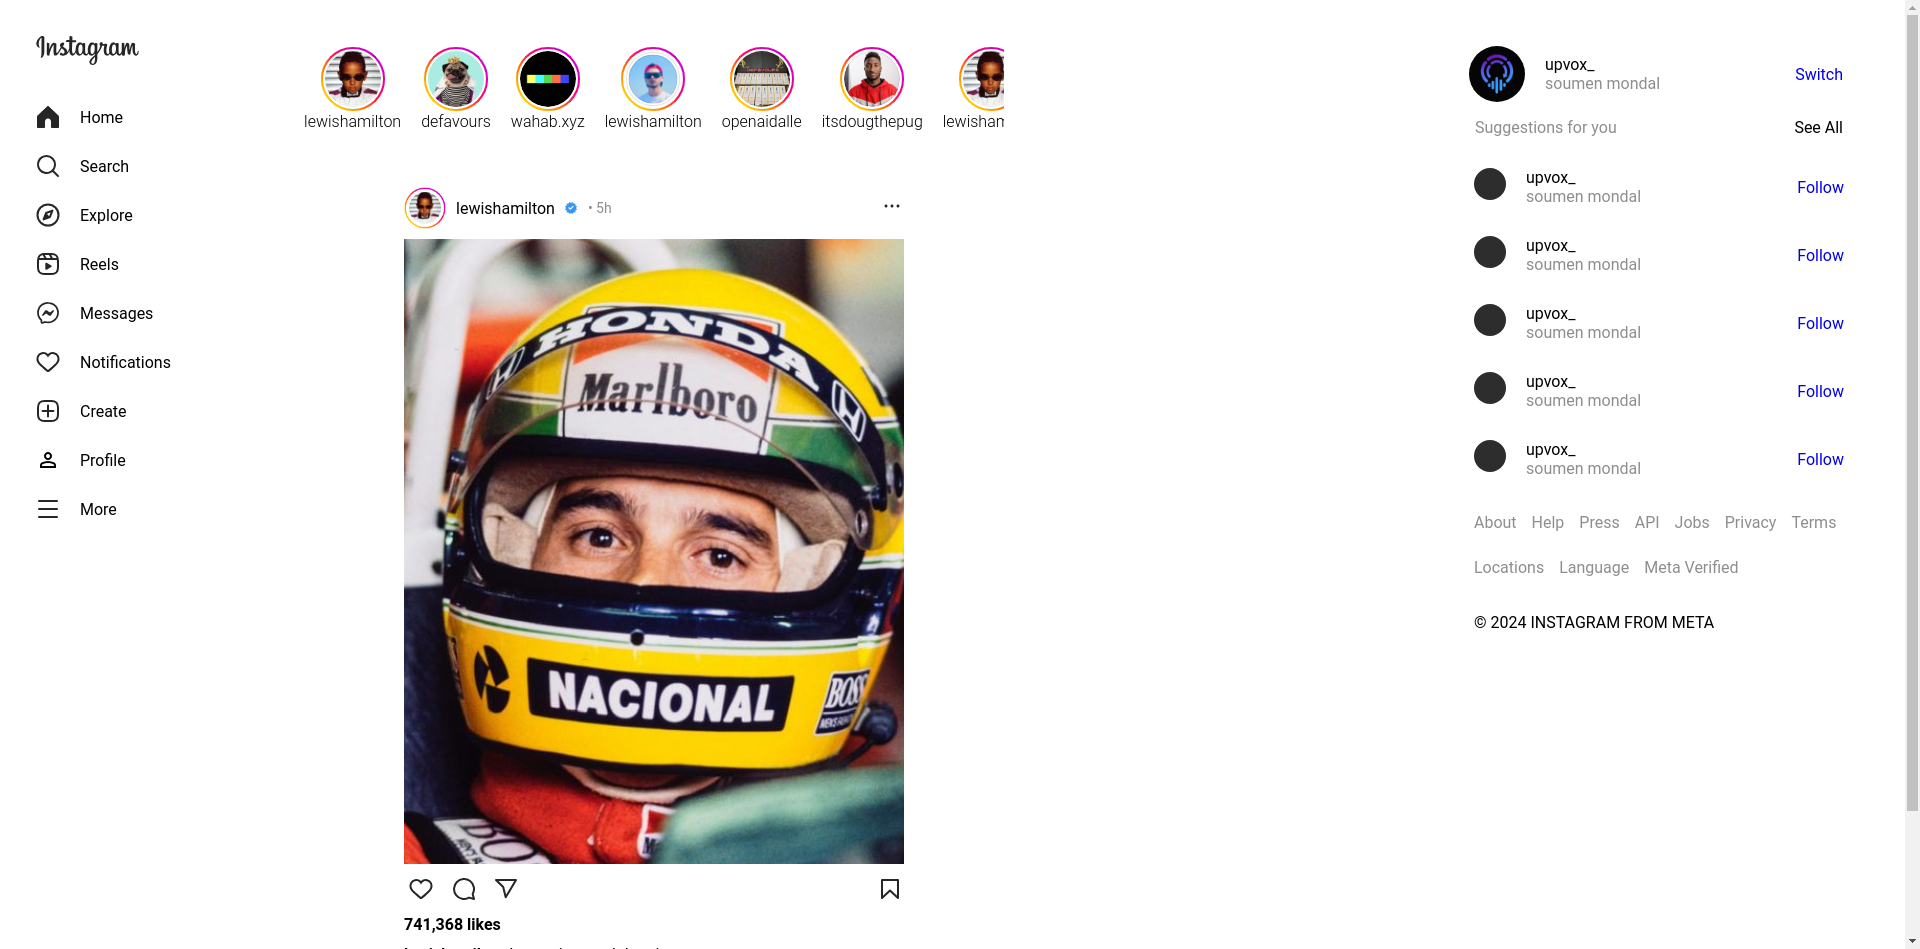 Instagram
Home
Search
Explore
Reels
Messages
Notifications
Create
Profile
More
lewishamilton
defavours
wahab.xyz
lewishamilton
openaidalle
itsdougthepug
lewisham
lewishamilton • 5h
HONDA
Marlboro
NACIONAL
BOSS
741,368 likes
upvox_
soumen mondal
Switch
Suggestions for you See All
upvox_
soumen mondal
Follow
upvox_
soumen mondal
Follow
upvox_
soumen mondal
Follow
upvox_
soumen mondal
Follow
upvox_
soumen mondal
Follow
About Help Press API Jobs Privacy Terms
Locations Language Meta Verified
© 2024 INSTAGRAM FROM META